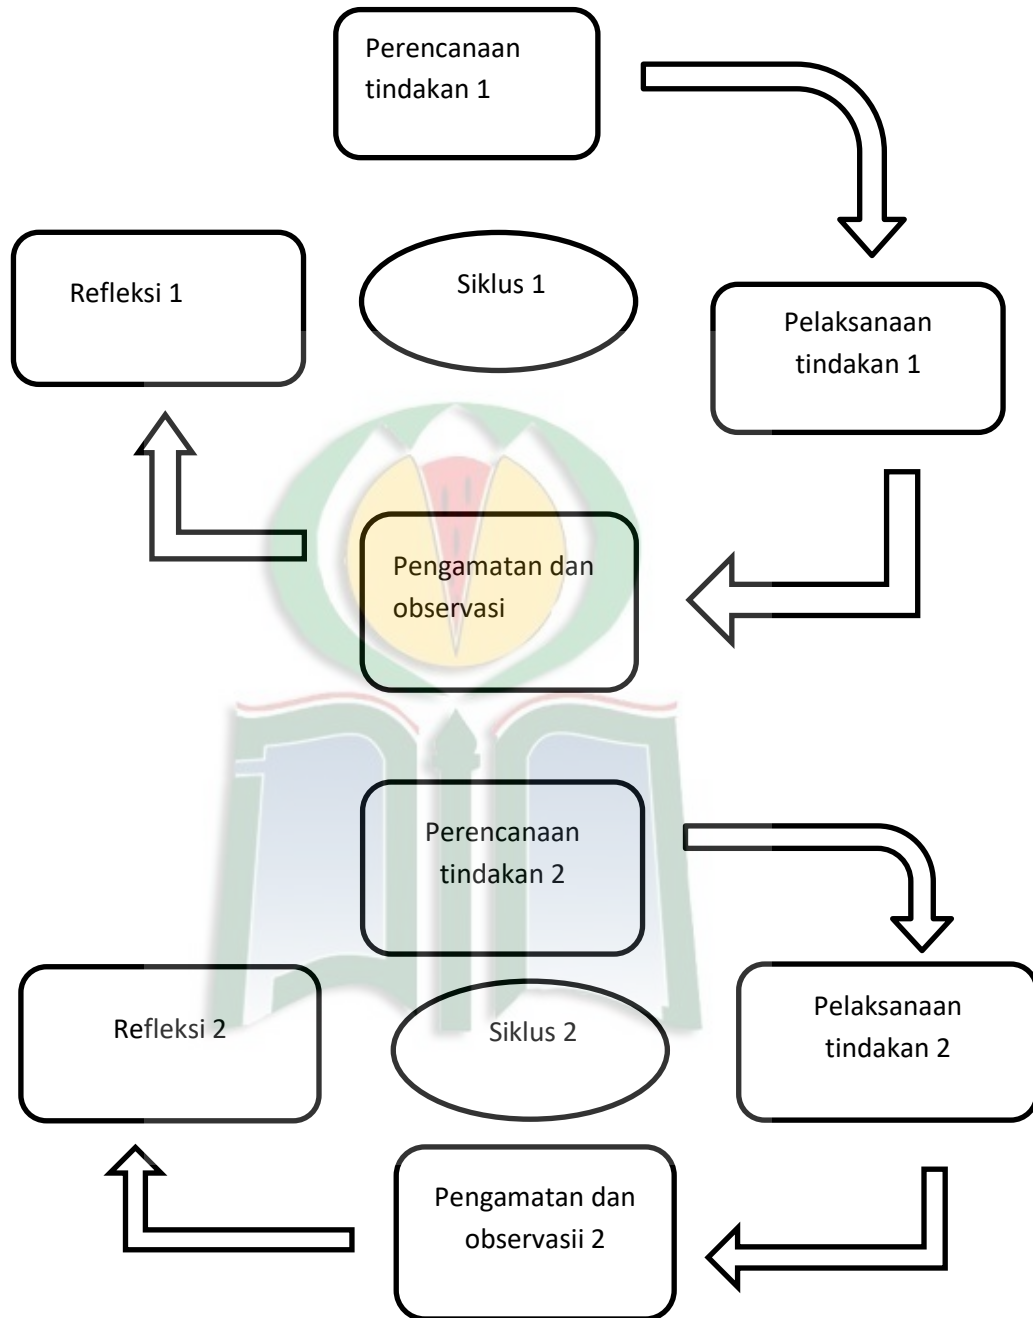 Perencanaan
tindakan 1
Refleksi 1
Siklus 1
Pelaksanaan
tindakan 1
Pengamatan dan
observasi
Perencanaan
tindakan 2
Refleksi 2
Siklus 2
Pelaksanaan
tindakan 2
Pengamatan dan
observasii 2